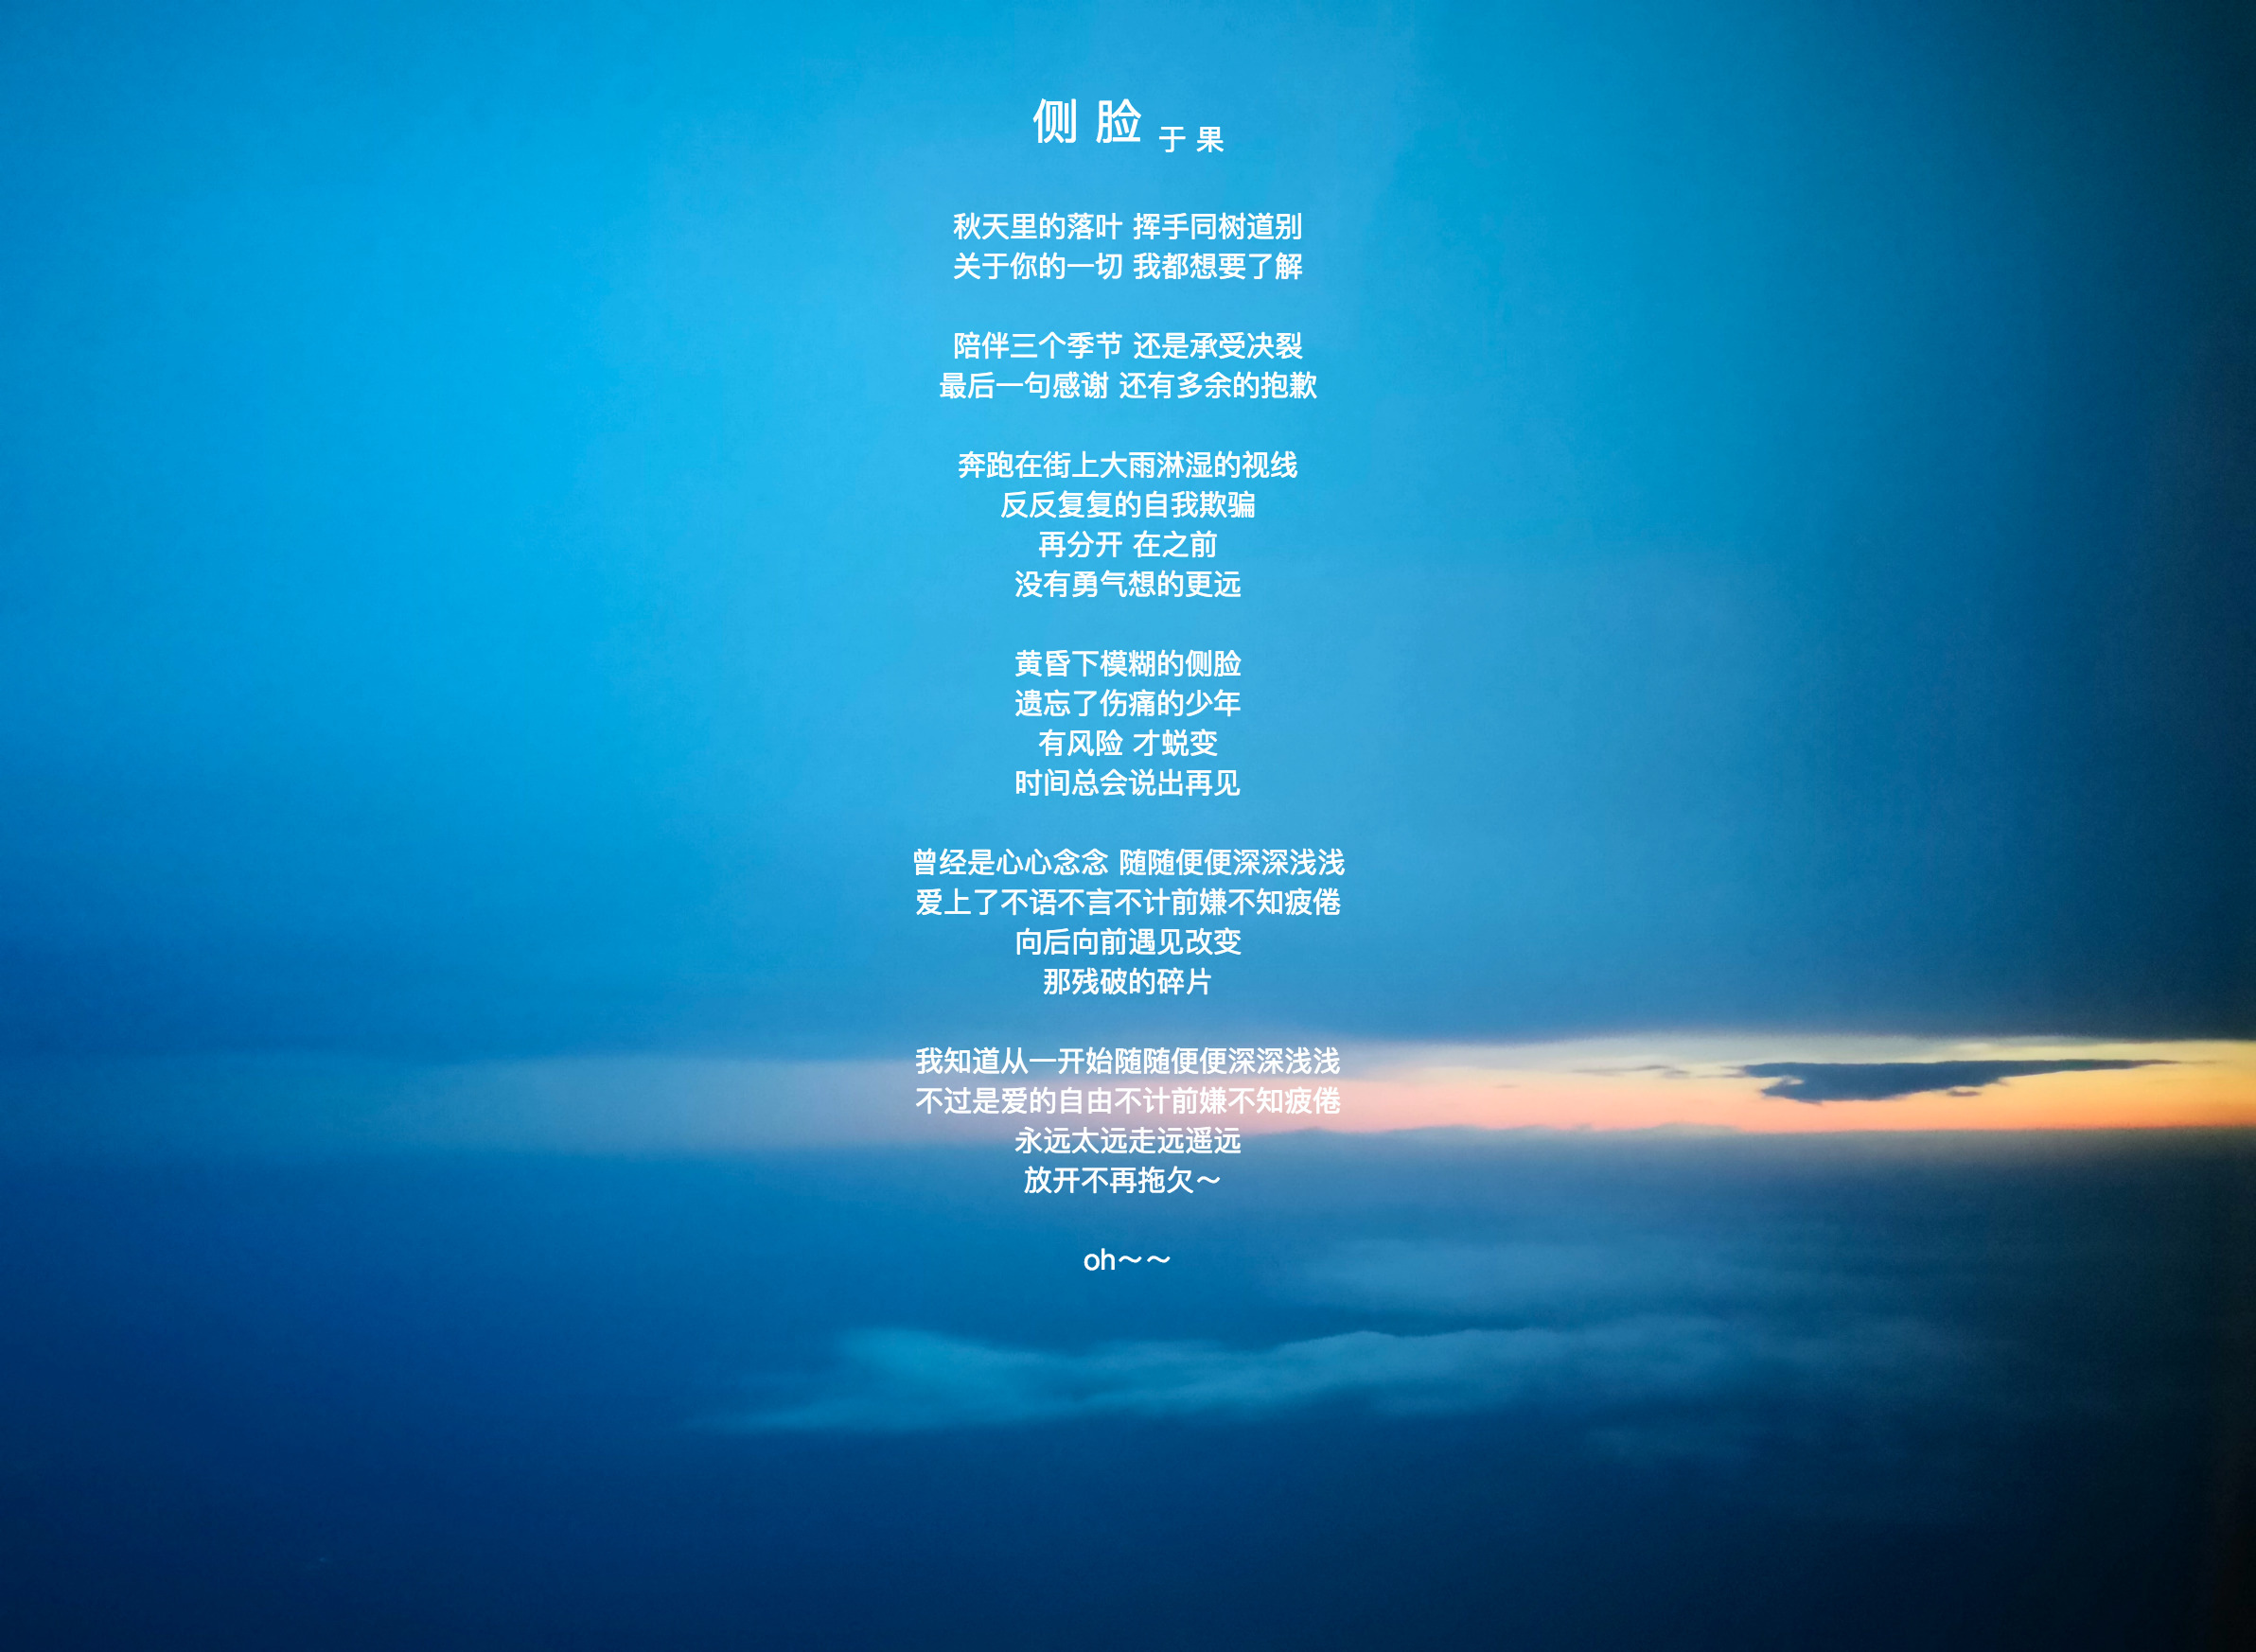 侧 脸 于 果
秋天里的落叶 挥手同树道别
关于你的一切 我都想要了解
陪伴三个季节 还是承受决裂
最后一句感谢 还有多余的抱歉
奔跑在街上大雨淋湿的视线
反反复复的自我欺骗
再分开 在之前
没有勇气想的更远
黄昏下模糊的侧脸
遗忘了伤痛的少年
有风险 才蜕变
时间总会说出再见
曾经是心心念念 随随便便深深浅浅
爱上了不语不言不计前嫌不知疲倦
向后向前遇见改变
那残破的碎片
我知道从一开始随随便便深深浅浅
不过是爱的自由不计前嫌不知疲倦
永远太远走远遥远
放开不再拖欠～
oh～～